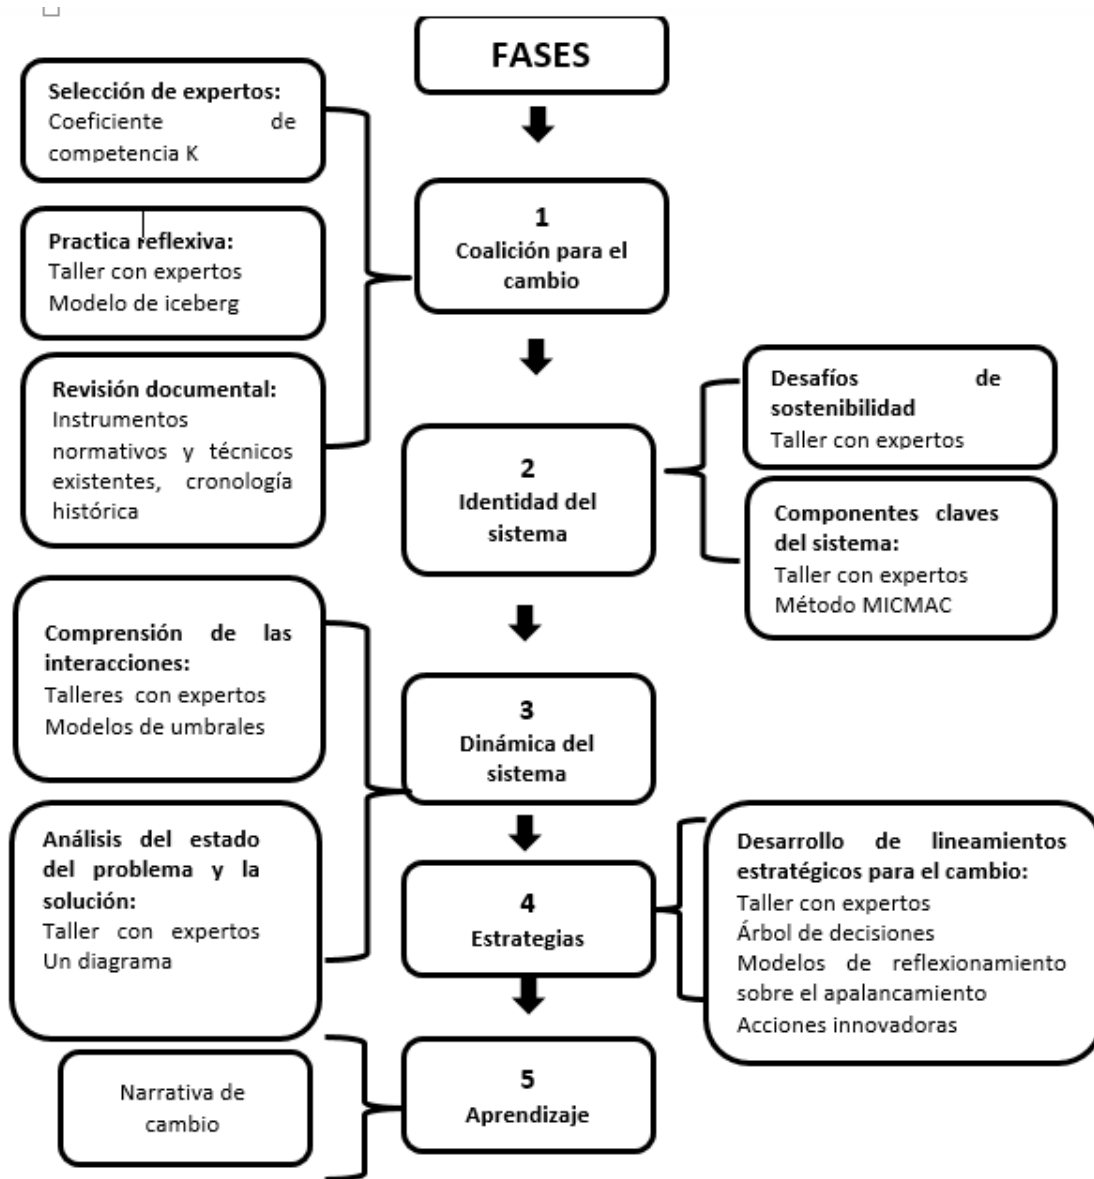 FASES
Selección de expertos:
Coeficiente de
competencia K
Practica reflexiva:
Taller con expertos
Modelo de iceberg
Revisión documental:
Instrumentos
normativos y técnicos
existentes, cronología
histórica
1
Coalición para el
cambio
2
Identidad del
sistema
Desafíos de
sostenibilidad
Taller con expertos
Componentes claves
del sistema:
Taller con expertos
Método MICMAC
Comprensión de las
interacciones:
Talleres con expertos
Modelos de umbrales
Análisis del estado
del problema y la
solución:
Taller con expertos
Un diagrama
3
Dinámica del
sistema
4
Estrategias
Desarrollo de lineamientos
estratégicos para el cambio:
Taller con expertos
Árbol de decisiones
Modelos de reflexionamiento
sobre el apalancamiento
Acciones innovadoras
5
Aprendizaje
Narrativa de
cambio